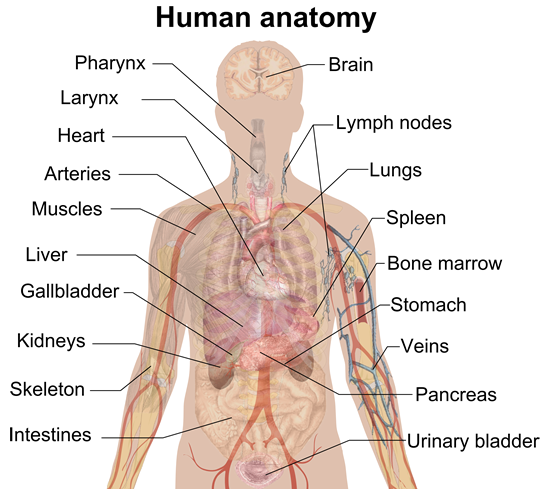 Human anatomy
Pharynx
Larynx
Heart
Arteries
Muscles
Liver
Gallbladder
Kidneys
Skeleton
Intestines
Brain
Lymph nodes
Lungs
Spleen
Bone marrow
Stomach
Veins
Pancreas
Urinary bladder